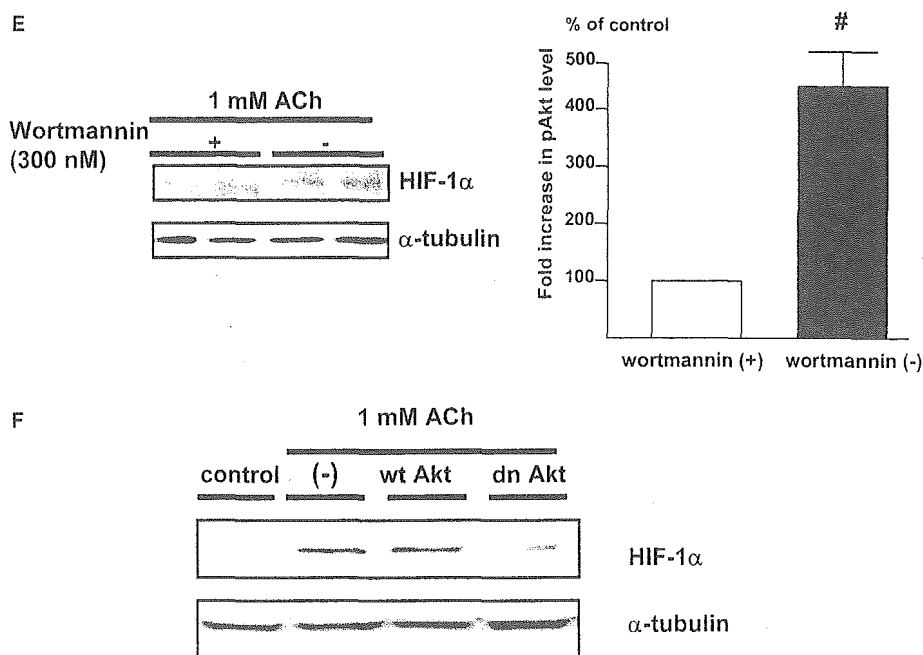 E
1 mM ACh
Wortmannin
(300 nM)
+ -
HIF-1α
α-tubulin
% of control
#
Fold increase in pAkt level
500
400
300
200
100
wortmannin (+) wortmannin (-)
F
1 mM ACh
control (-) wt Akt dn Akt
HIF-1α
α-tubulin